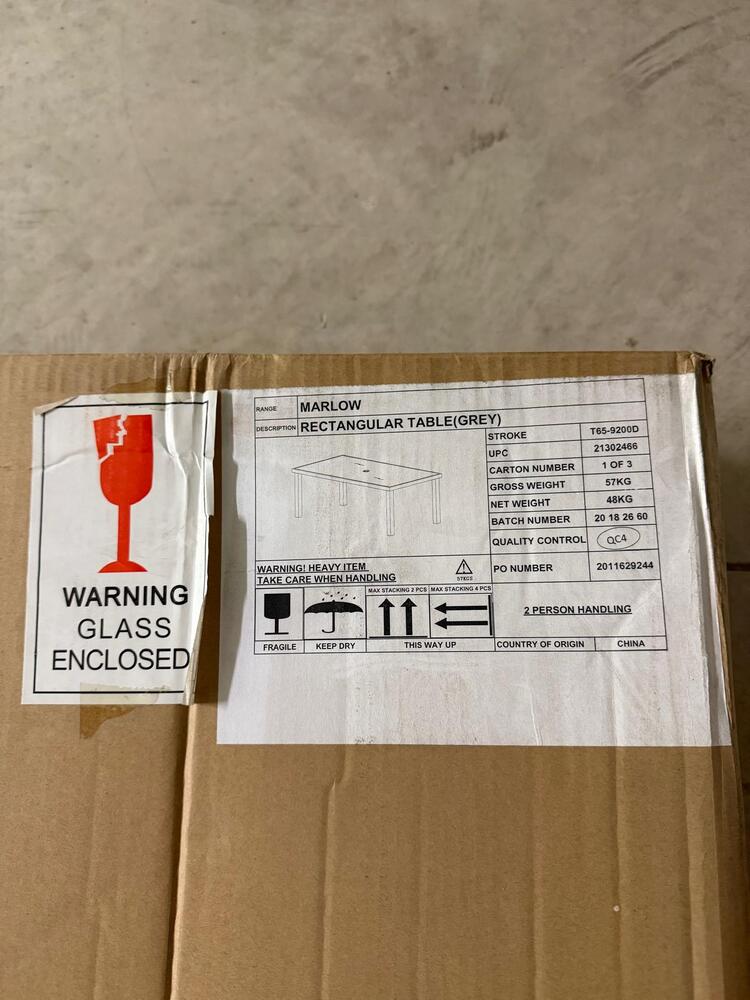 WARNING
GLASS
ENCLOSED
RANGE MARLOW
DESCRIPTION RECTANGULAR TABLE(GREY)
STROKE T65-9200D
UPC 21302466
CARTON NUMBER 1 OF 3
GROSS WEIGHT 57KG
NET WEIGHT 48KG
BATCH NUMBER 20 18 26 60
QUALITY CONTROL QC4
PO NUMBER 2011629244
WARNING! HEAVY ITEM
TAKE CARE WHEN HANDLING
57KGS
MAX STACKING 2 PCS MAX STACKING 4 PCS
2 PERSON HANDLING
FRAGILE KEEP DRY THIS WAY UP COUNTRY OF ORIGIN CHINA